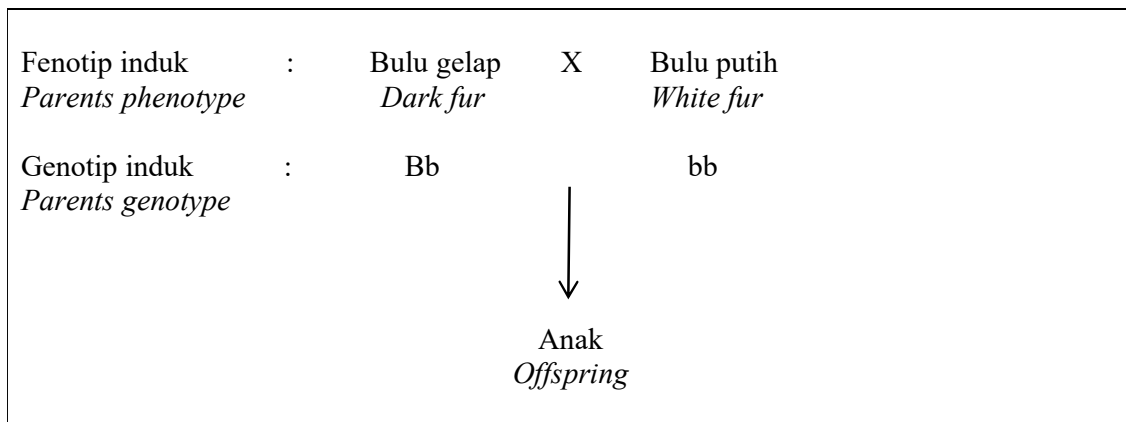 Fenotip induk : Bulu gelap X Bulu putih
Parents phenotype Dark fur White fur
Genotip induk : Bb bb
Parents genotype
Anak
Offspring